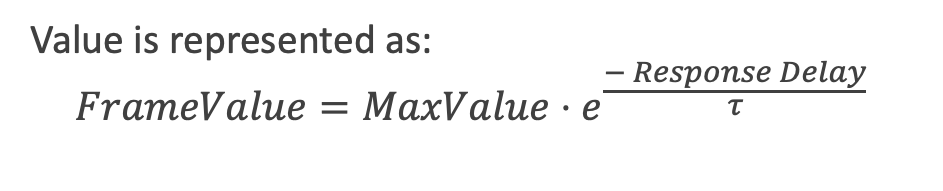 Value is represented as:
FrameValue = MaxValue · e^(− Response Delay / τ)